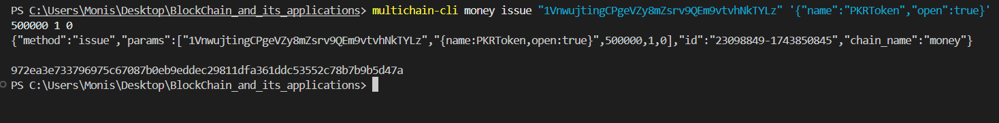 PS C:\Users\Monis\Desktop\BlockChain_and_its_applications> multichain-cli money issue "1VnwujtingCPgeVZy8mZsrv9QEm9vtvhNkTYLz" '{"name":"PKRToken","open":true}'
500000 1 0
{"method":"issue","params":["1VnwujtingCPgeVZy8mZsrv9QEm9vtvhNkTYLz","{name:PKRToken,open:true}",500000,1,0],"id":"23098849-1743850845","chain_name":"money"}
972ea3e733796975c67087b0eb9eddec29811dfa361ddc53552c78b7b9b5d47a
PS C:\Users\Monis\Desktop\BlockChain_and_its_applications>